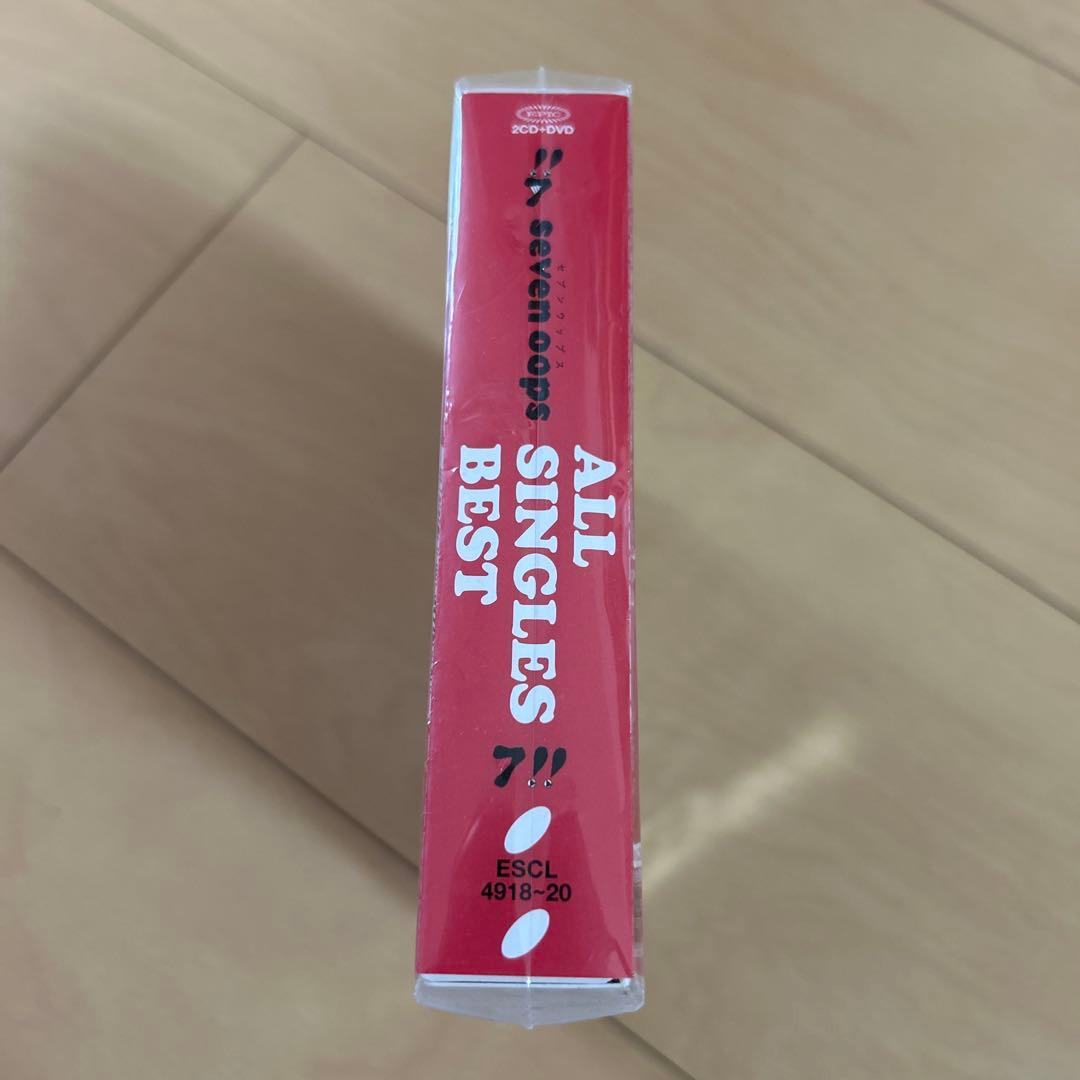 EPIC
2CD+DVD
7!!
seven oops
セブンウップス
ALL
SINGLES
BEST
7!!
ESCL
4918~20